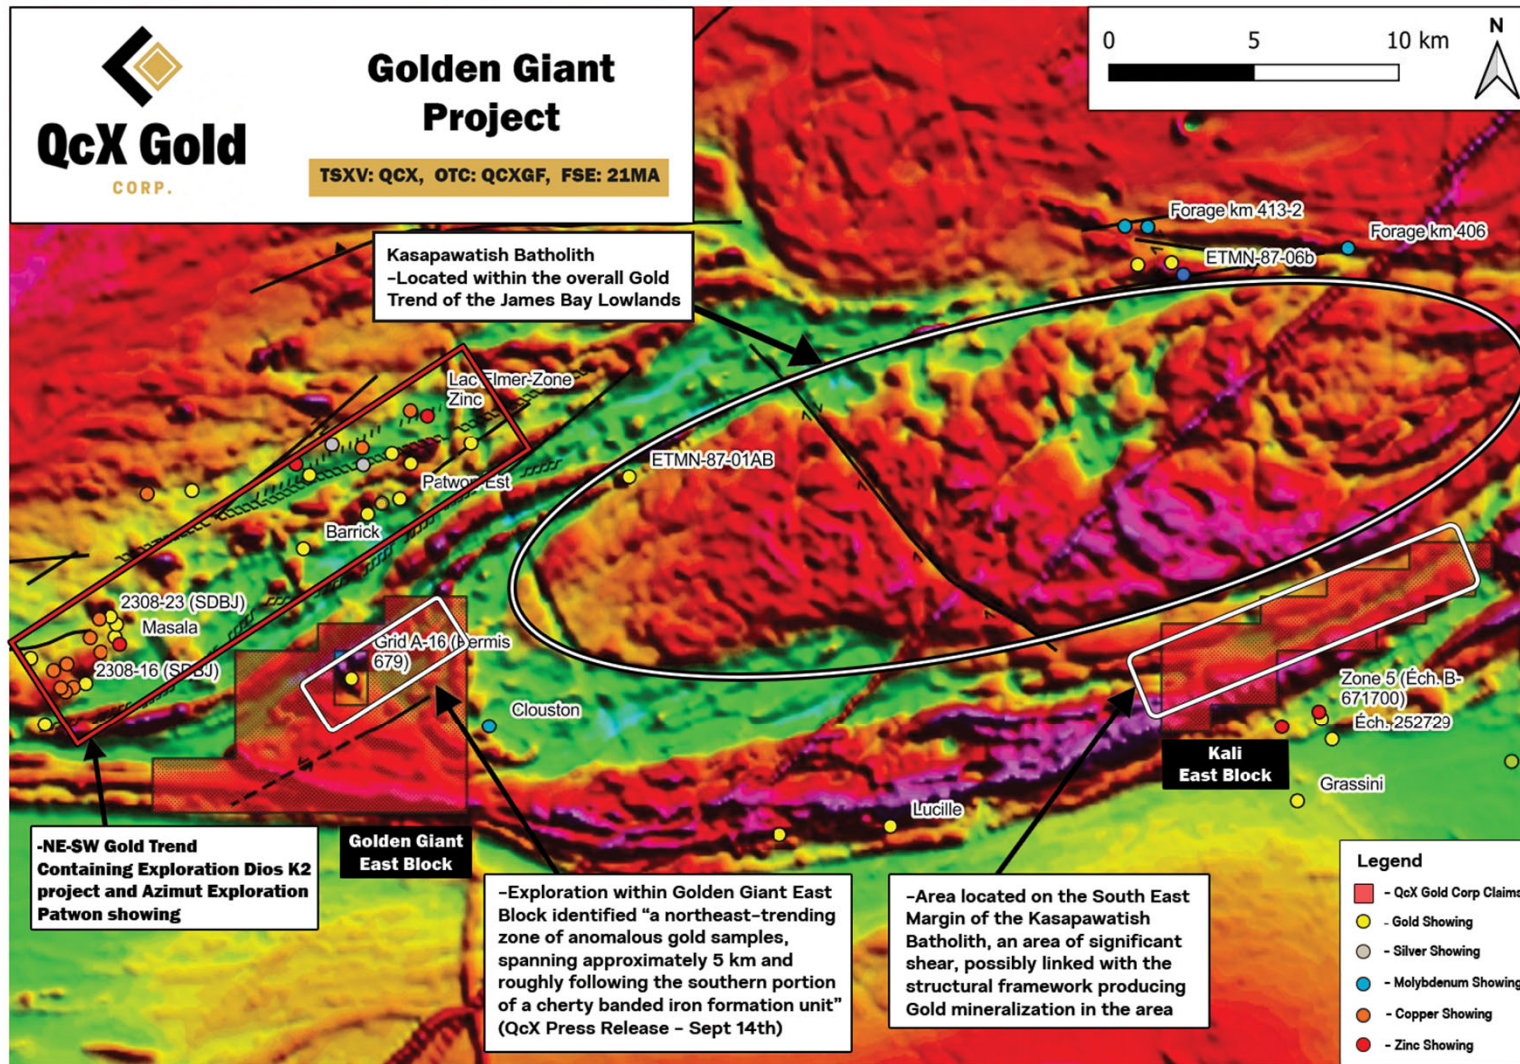 QcX Gold
CORP.
Golden Giant
Project
TSXV: QCX, OTC: QCXGF, FSE: 21MA
0 5 10 km
N
Kasapawatish Batholith
-Located within the overall Gold
Trend of the James Bay Lowlands
Forage km 413-2
Forage km 406
ETMN-87-06b
Lac Elmer-Zone
Zinc
ETMN-87-01AB
Patwon Est
Barrick
2308-23 (SDBJ)
Masala
2308-16 (SDBJ)
Grid A-16 (Permis
679)
Clouston
Zone 5 (Éch. B-
671700)
Éch. 252729
Kali
East Block
Grassini
Lucille
-NE-SW Gold Trend
Containing Exploration Dios K2
project and Azimut Exploration
Patwon showing
Golden Giant
East Block
-Exploration within Golden Giant East
Block identified “a northeast-trending
zone of anomalous gold samples,
spanning approximately 5 km and
roughly following the southern portion
of a cherty banded iron formation unit”
(QcX Press Release - Sept 14th)
-Area located on the South East
Margin of the Kasapawatish
Batholith, an area of significant
shear, possibly linked with the
structural framework producing
Gold mineralization in the area
Legend
- QcX Gold Corp Claims
- Gold Showing
- Silver Showing
- Molybdenum Showing
- Copper Showing
- Zinc Showing